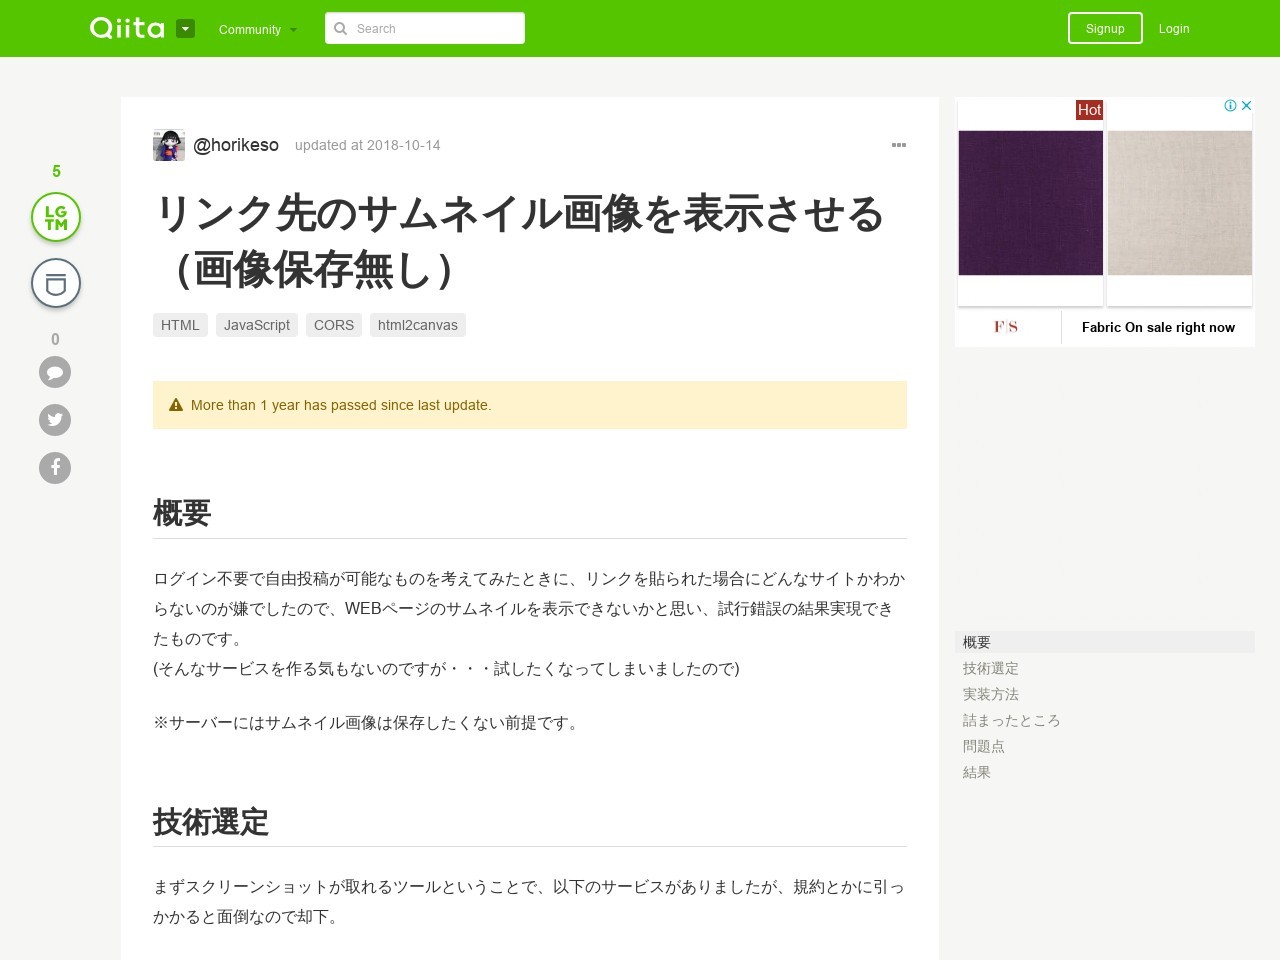 Qiita
Community
Search
Signup
Login
5
LG
TM
0
@horikeso
updated at 2018-10-14
リンク先のサムネイル画像を表示させる
（画像保存無し）
HTML
JavaScript
CORS
html2canvas
More than 1 year has passed since last update.
概要
ログイン不要で自由投稿が可能なものを考えてみたときに、リンクを貼られた場合にどんなサイトかわか
らないのが嫌でしたので、WEBページのサムネイルを表示できないかと思い、試行錯誤の結果実現でき
たものです。
(そんなサービスを作る気もないのですが・・・試したくなってしまいましたので)
※サーバーにはサムネイル画像は保存したくない前提です。
技術選定
まずスクリーンショットが取れるツールということで、以下のサービスがありましたが、規約とかに引っ
かかると面倒なので却下。
Hot
F|S
Fabric On sale right now
概要
技術選定
実装方法
詰まったところ
問題点
結果